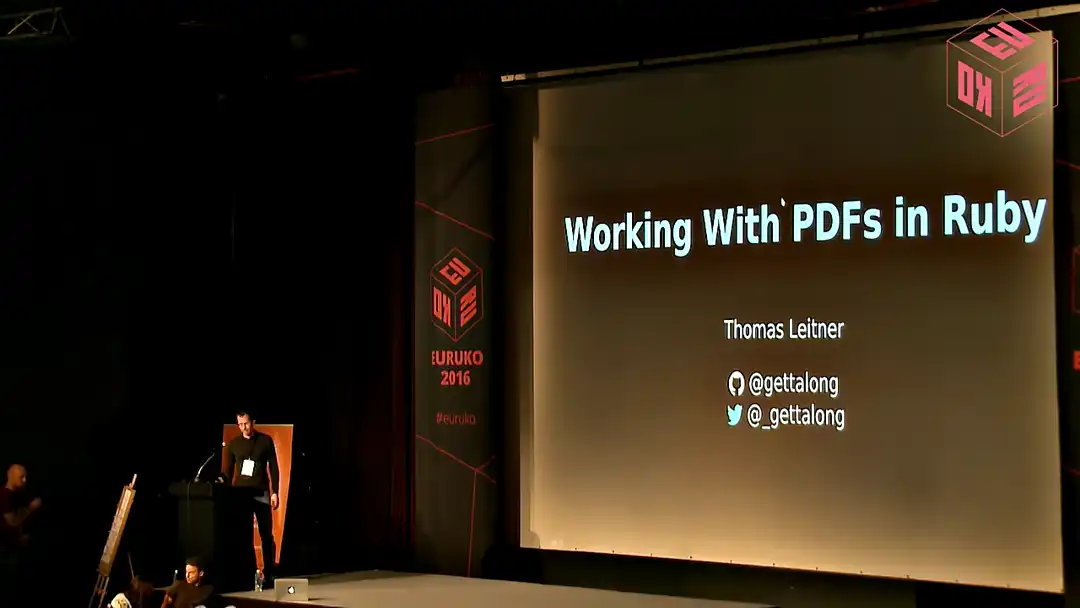 EU
RU
KO
Working With PDFs in Ruby
Thomas Leitner
@gettalong
@_gettalong
EU
RU
KO
EURUKO
2016
#euruko